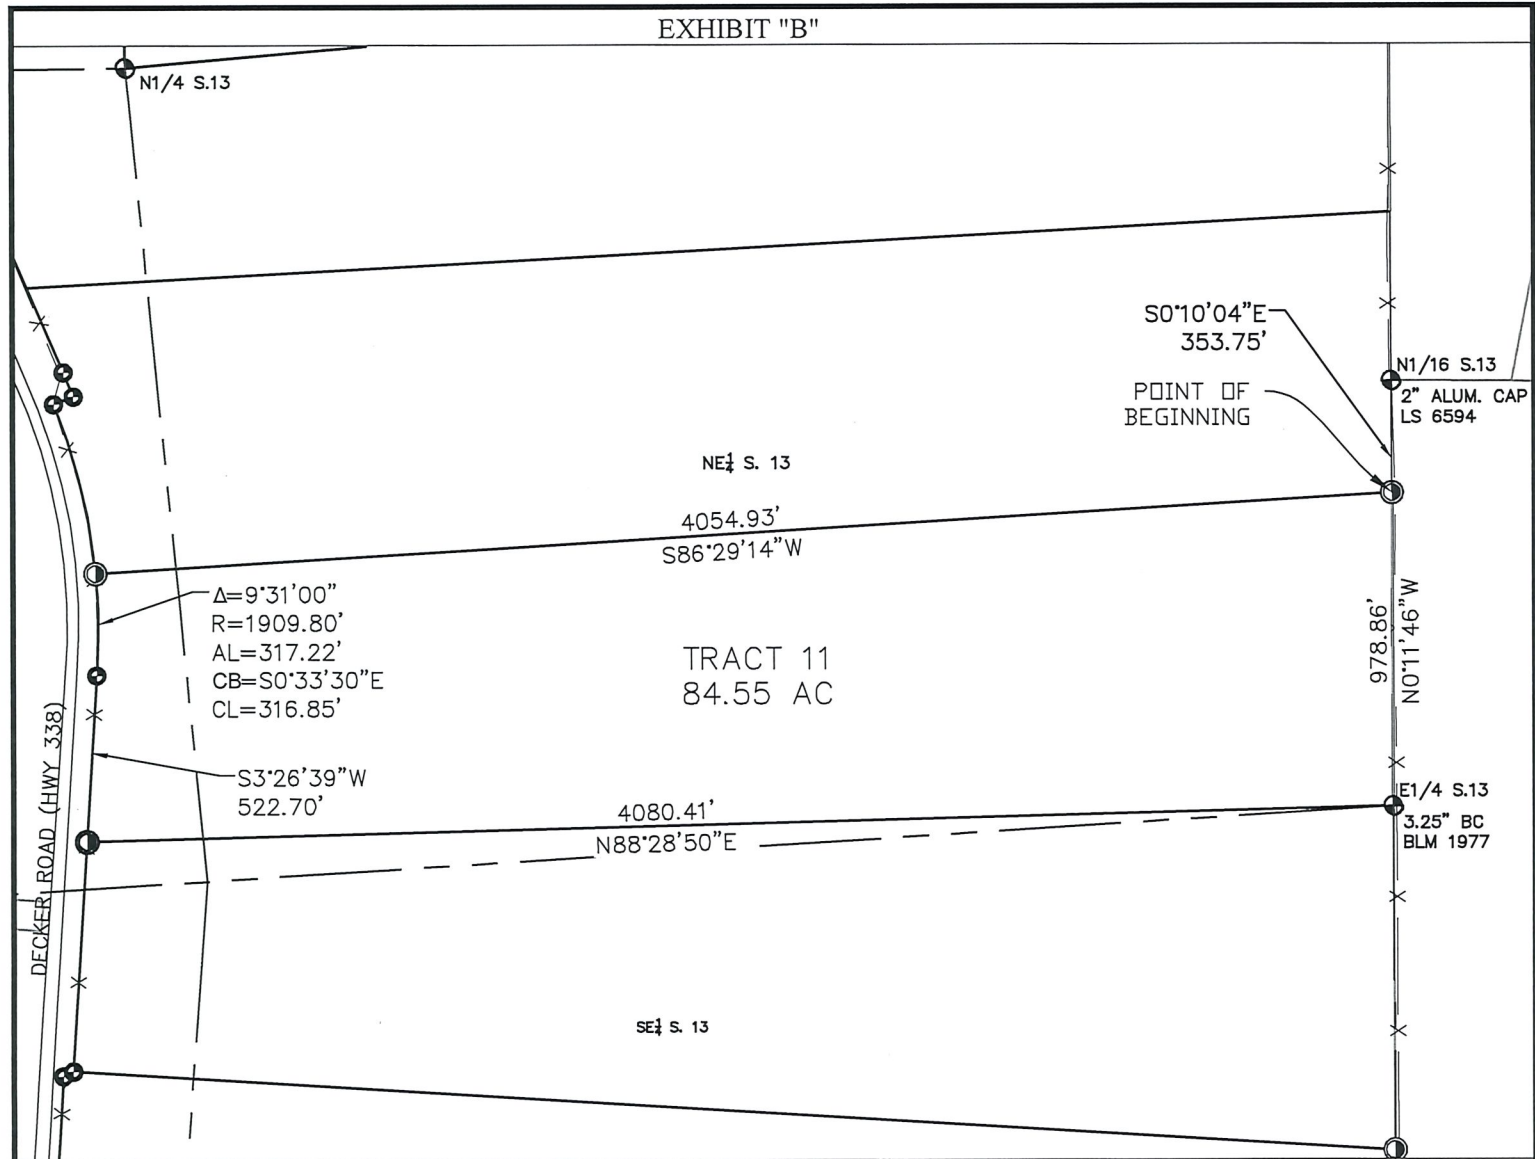 EXHIBIT "B"
N1/4 S.13
S0°10'04"E
353.75'
N1/16 S.13
2" ALUM. CAP
LS 6594
POINT OF
BEGINNING
NE¼ S. 13
4054.93'
S86°29'14"W
Δ=9°31'00"
R=1909.80'
AL=317.22'
CB=S0°33'30"E
CL=316.85'
TRACT 11
84.55 AC
978.86'
N0°11'46"W
DECKER ROAD (HWY 338)
S3°26'39"W
522.70'
4080.41'
N88°28'50"E
E1/4 S.13
3.25" BC
BLM 1977
SE¼ S. 13